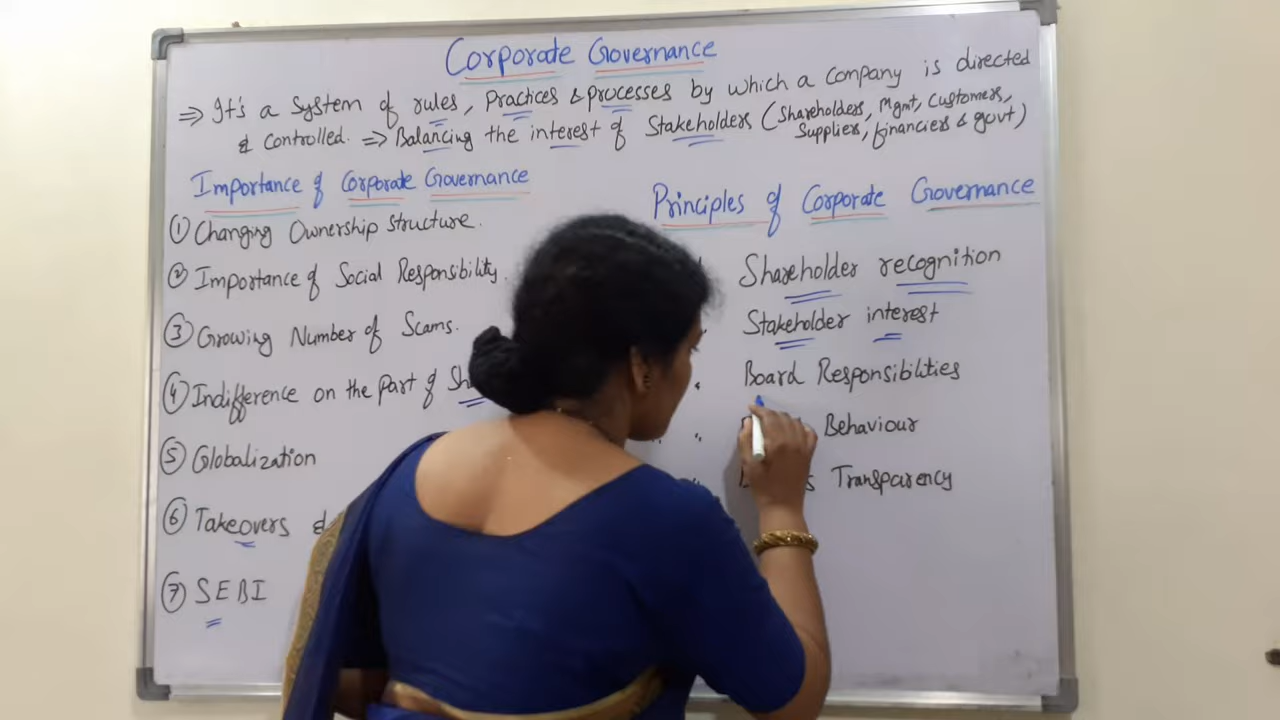 Corporate Governance
⇒ It's a system of rules, Practices & processes by which a Company is directed
& Controlled. ⇒ Balancing the interest of Stakeholders (Shareholders, Mgmt, Customers,
Suppliers, financiers & govt)
Importance of Corporate Governance
① Changing Ownership structure.
② Importance of Social Responsibility.
③ Growing Number of Scams.
④ Indifference on the part of
⑤ Globalization
⑥ Takeovers &
⑦ SEBI
Principles of Corporate Governance
Shareholder recognition
Stakeholder interest
Board Responsibilities
Behaviour
Transparency